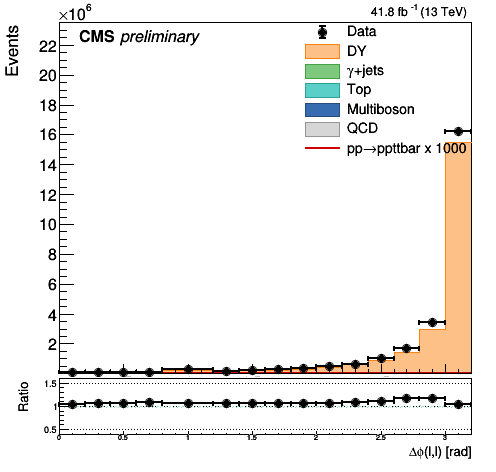 ×10⁶
41.8 fb⁻¹ (13 TeV)
CMS preliminary
Events
22
20
18
16
14
12
10
8
6
4
2
Data
DY
γ+jets
Top
Multiboson
QCD
pp→ppttbar x 1000
Ratio
1.5
1
0.5
0 0.5 1 1.5 2 2.5 3
Δϕ(l,l) [rad]